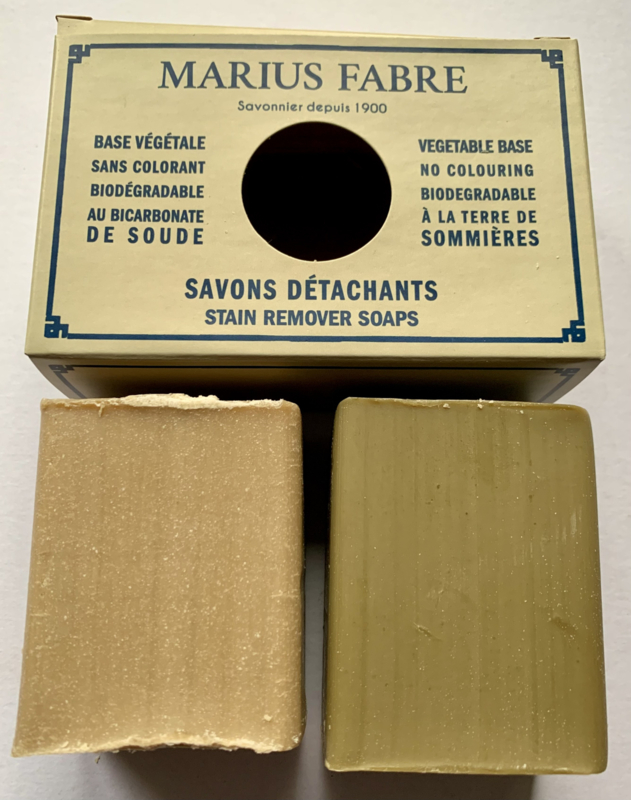 MARIUS FABRE
Savonnier depuis 1900
BASE VÉGÉTALE
SANS COLORANT
BIODÉGRADABLE
AU BICARBONATE
DE SOUDE
VEGETABLE BASE
NO COLOURING
BIODEGRADABLE
À LA TERRE DE
SOMMIÈRES
SAVONS DÉTACHANTS
STAIN REMOVER SOAPS